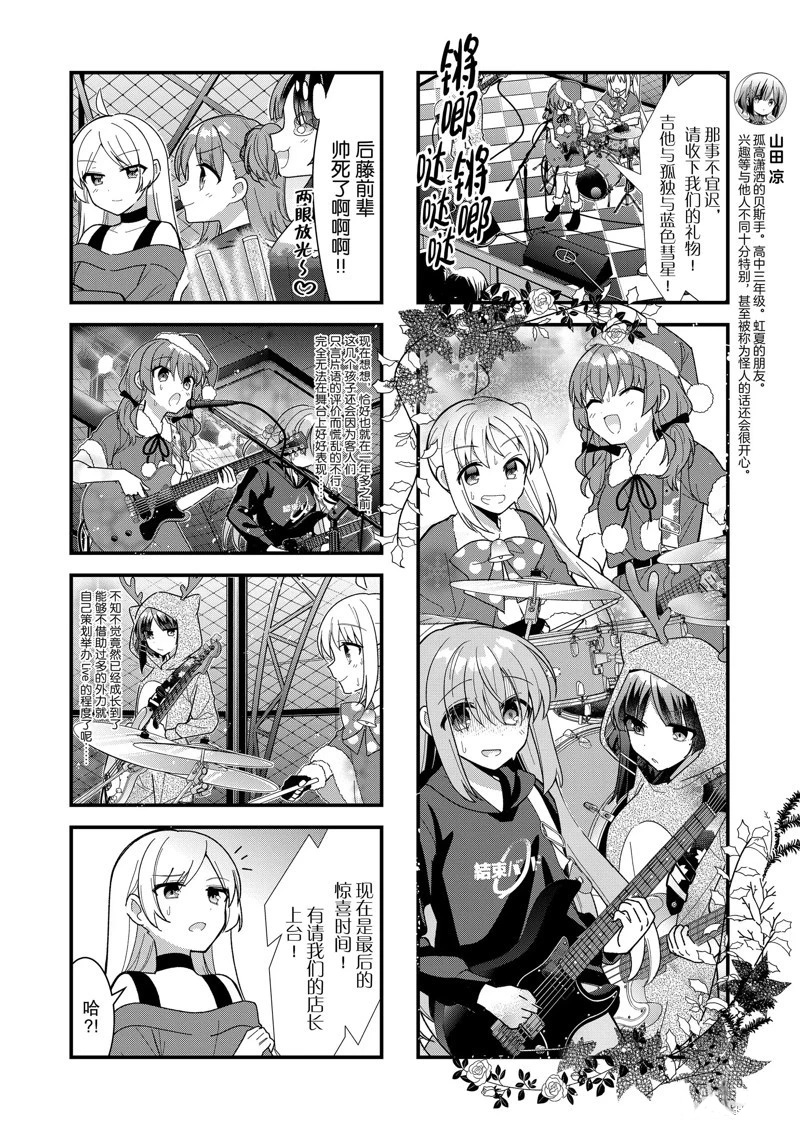 山田 凉
孤高潇洒的贝斯手。高中三年级。虹夏的朋友。
兴趣等与他人不同十分特别，甚至被称为怪人的话还会很开心。
那事不宜迟，
请收下我们的礼物！
吉他与孤独与蓝色彗星！
锵啷锵啷
哒哒哒哒
結束バンド
后藤前辈
帅死了啊啊啊!!
两眼放光～♡
现在想想，恰好也就在一年多之前，
这几个孩子还会因为客人们
只言片语的评价而慌乱的不行，
完全无法在舞台上好好表现……
結束
不知不觉竟然已经成长到了
能够不借助过多的外力就
自己策划举办Live的程度了呢……
现在是最后的
惊喜时间！
有请我们的店长
上台！
哈?!